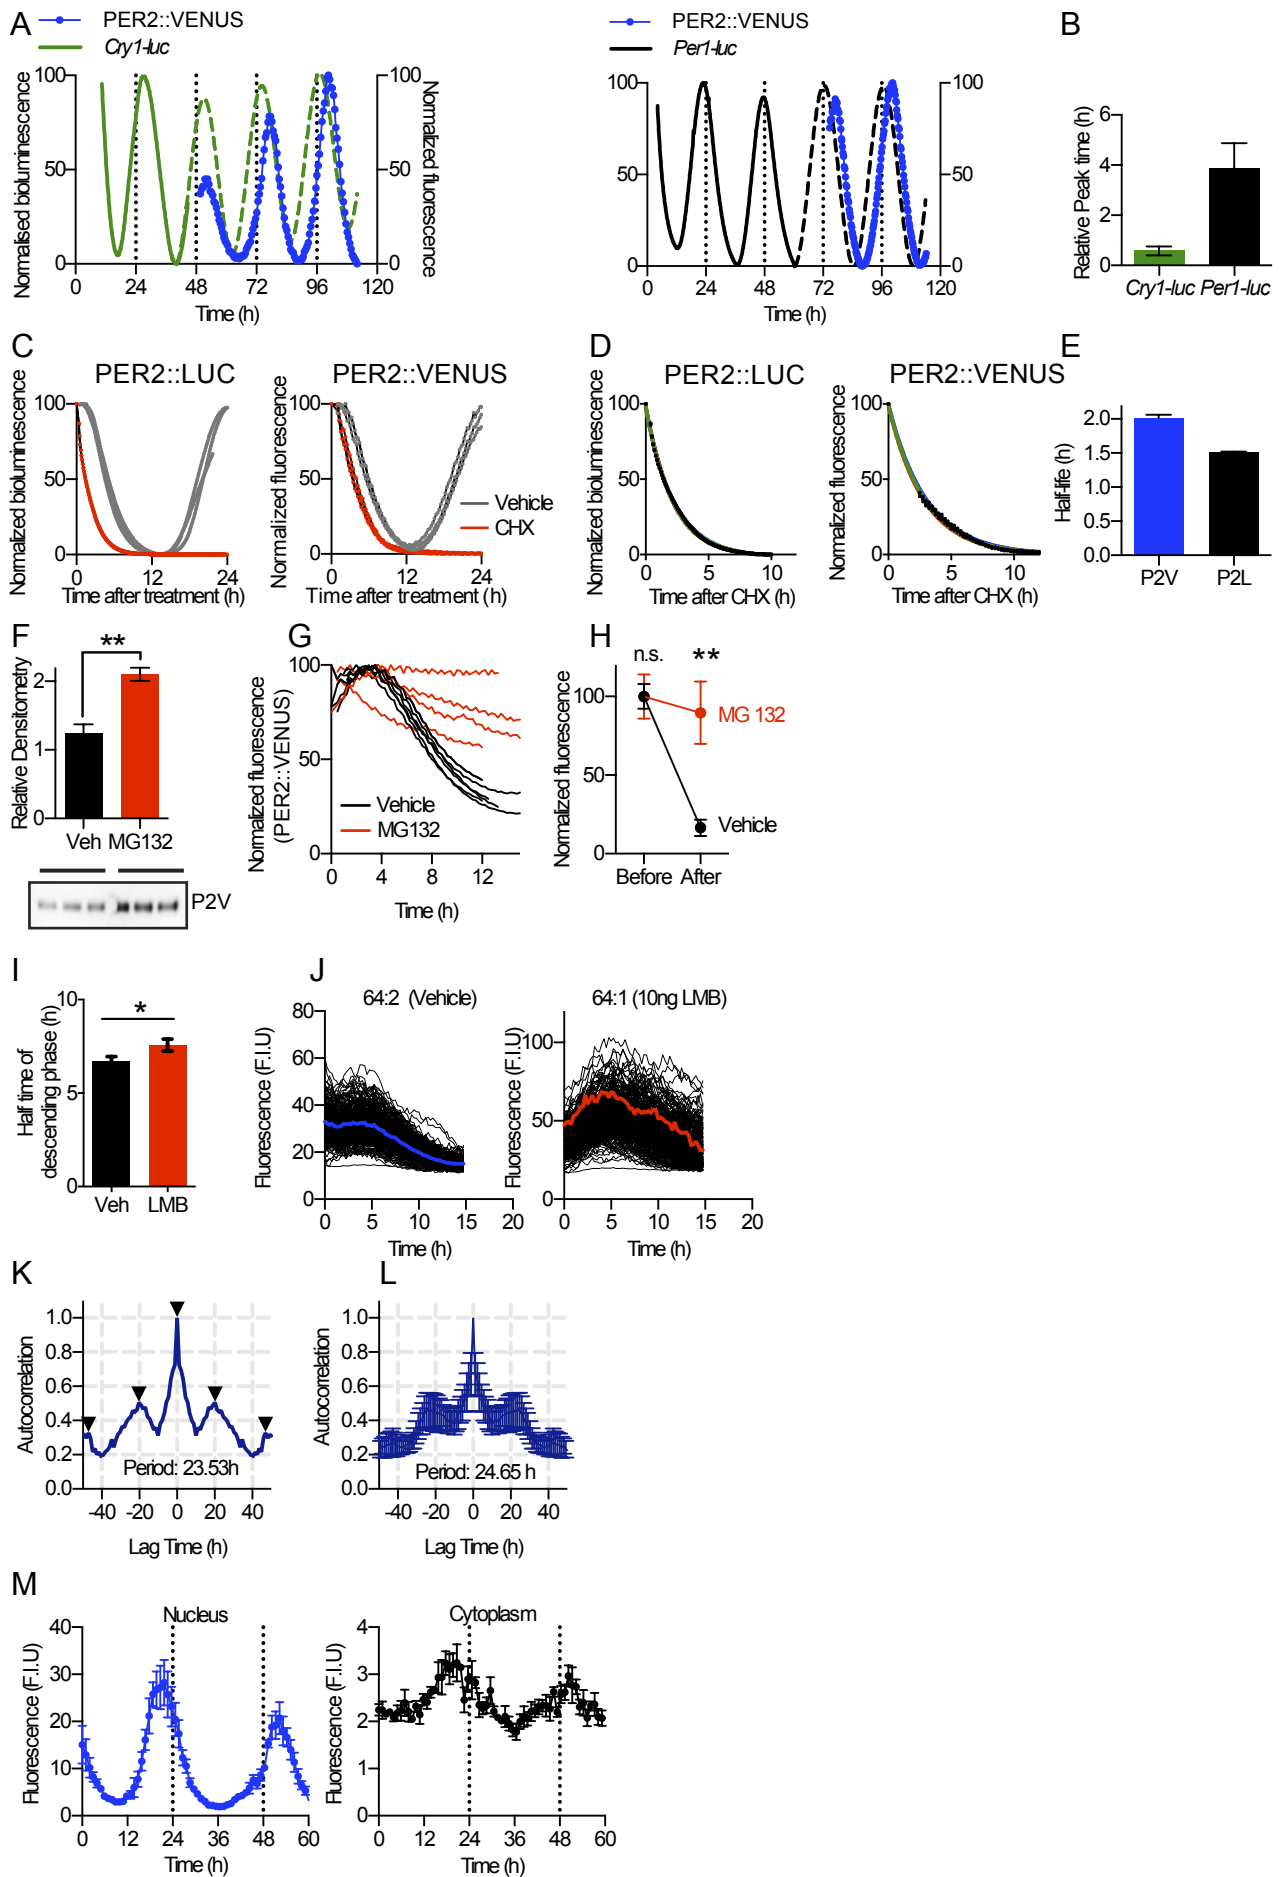 A
PER2::VENUS
Cry1-luc
PER2::VENUS
Per1-luc
B
Normalised bioluminescence
100
50
0
100
50
0
Normalized fluorescence
0 24 48 72 96 120
Time (h)
100
50
0
100
50
0
0 24 48 72 96 120
Time (h)
Relative Peak time (h)
6
4
2
0
Cry1-luc Per1-luc
C
PER2::LUC
PER2::VENUS
Normalized bioluminescence
100
50
0
0 12 24
Time after treatment (h)
Normalized fluorescence
100
50
0
Vehicle
CHX
0 12 24
Time after treatment (h)
D
PER2::LUC
PER2::VENUS
Normalized bioluminescence
100
50
0
0 5 10
Time after CHX (h)
Normalized fluorescence
100
50
0
0 5 10
Time after CHX (h)
E
Half-life (h)
2.0
1.5
1.0
0.5
0.0
P2V P2L
F
**
Relative Densitometry
2
1
0
Veh MG132
P2V
G
Normalized fluorescence
(PER2::VENUS)
100
50
0
Vehicle
MG132
0 4 8 12
Time (h)
H
n.s.
**
Normalized fluorescence
100
50
0
MG 132
Vehicle
Before After
I
*
Half time of
descending phase (h)
10
5
0
Veh LMB
J
64:2 (Vehicle)
Fluorescence (F.I.U)
80
60
40
20
0
0 5 10 15 20
Time (h)
64:1 (10ng LMB)
Fluorescence (F.I.U)
100
50
0
0 5 10 15 20
Time (h)
K
Autocorrelation
1.0
0.8
0.6
0.4
0.2
0.0
Period: 23.53h
-40 -20 0 20 40
Lag Time (h)
L
Autocorrelation
1.0
0.8
0.6
0.4
0.2
0.0
Period: 24.65 h
-40 -20 0 20 40
Lag Time (h)
M
Nucleus
Fluorescence (F.I.U)
40
30
20
10
0
0 12 24 36 48 60
Time (h)
Cytoplasm
Fluorescence (F.I.U)
4
3
2
1
0
0 12 24 36 48 60
Time (h)